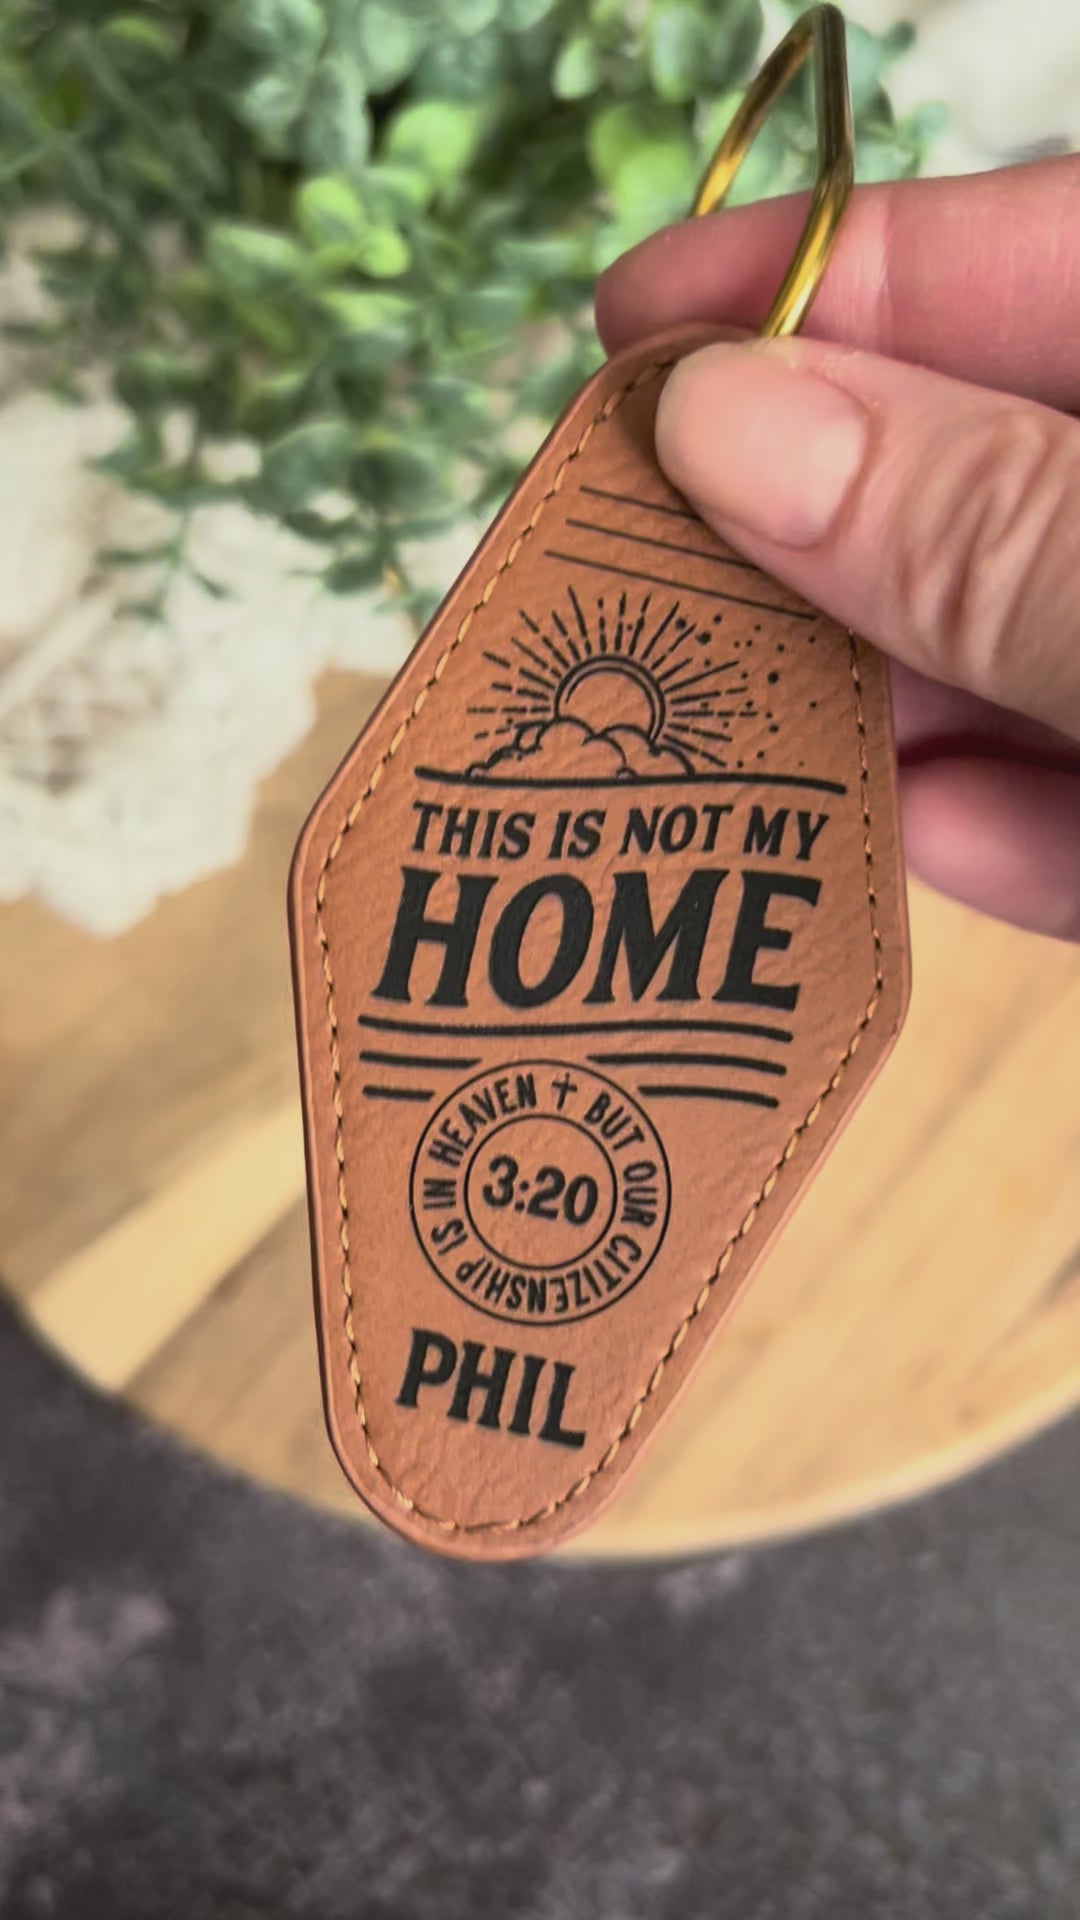 THIS IS NOT MY
HOME
BUT OUR CITIZENSHIP IS IN HEAVEN
3:20
PHIL